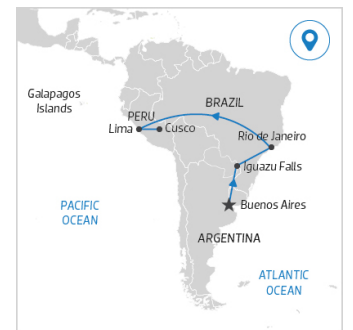 Galapagos
Islands
BRAZIL
PERU
Lima
Cusco
Rio de Janeiro
Iguazu Falls
PACIFIC
OCEAN
Buenos Aires
ARGENTINA
ATLANTIC
OCEAN